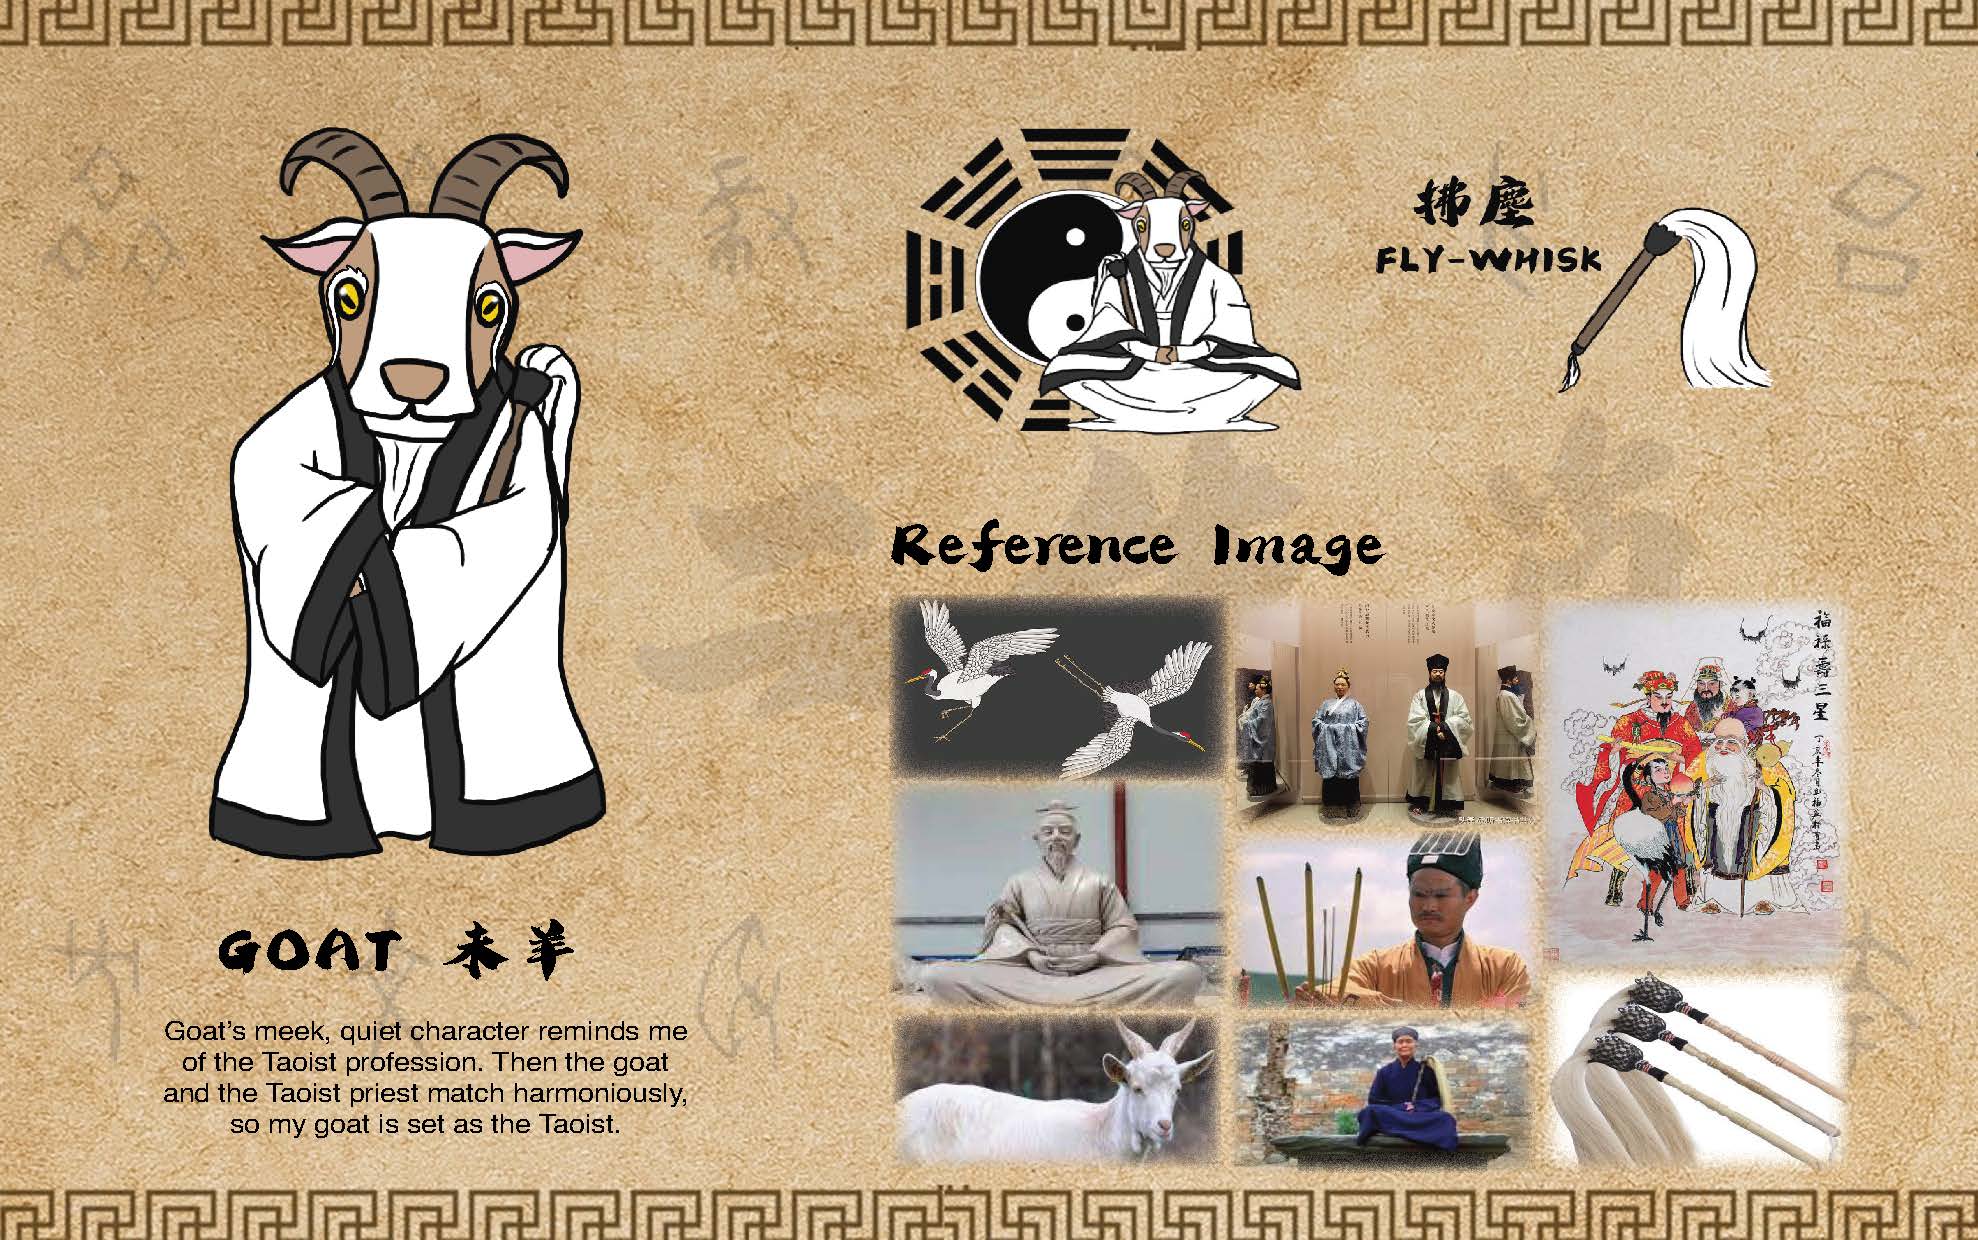 GOAT 未羊
Goat's meek, quiet character reminds me
of the Taoist profession. Then the goat
and the Taoist priest match harmoniously,
so my goat is set as the Taoist.
拂塵
FLY-WHISK
Reference Image
福祿壽三星